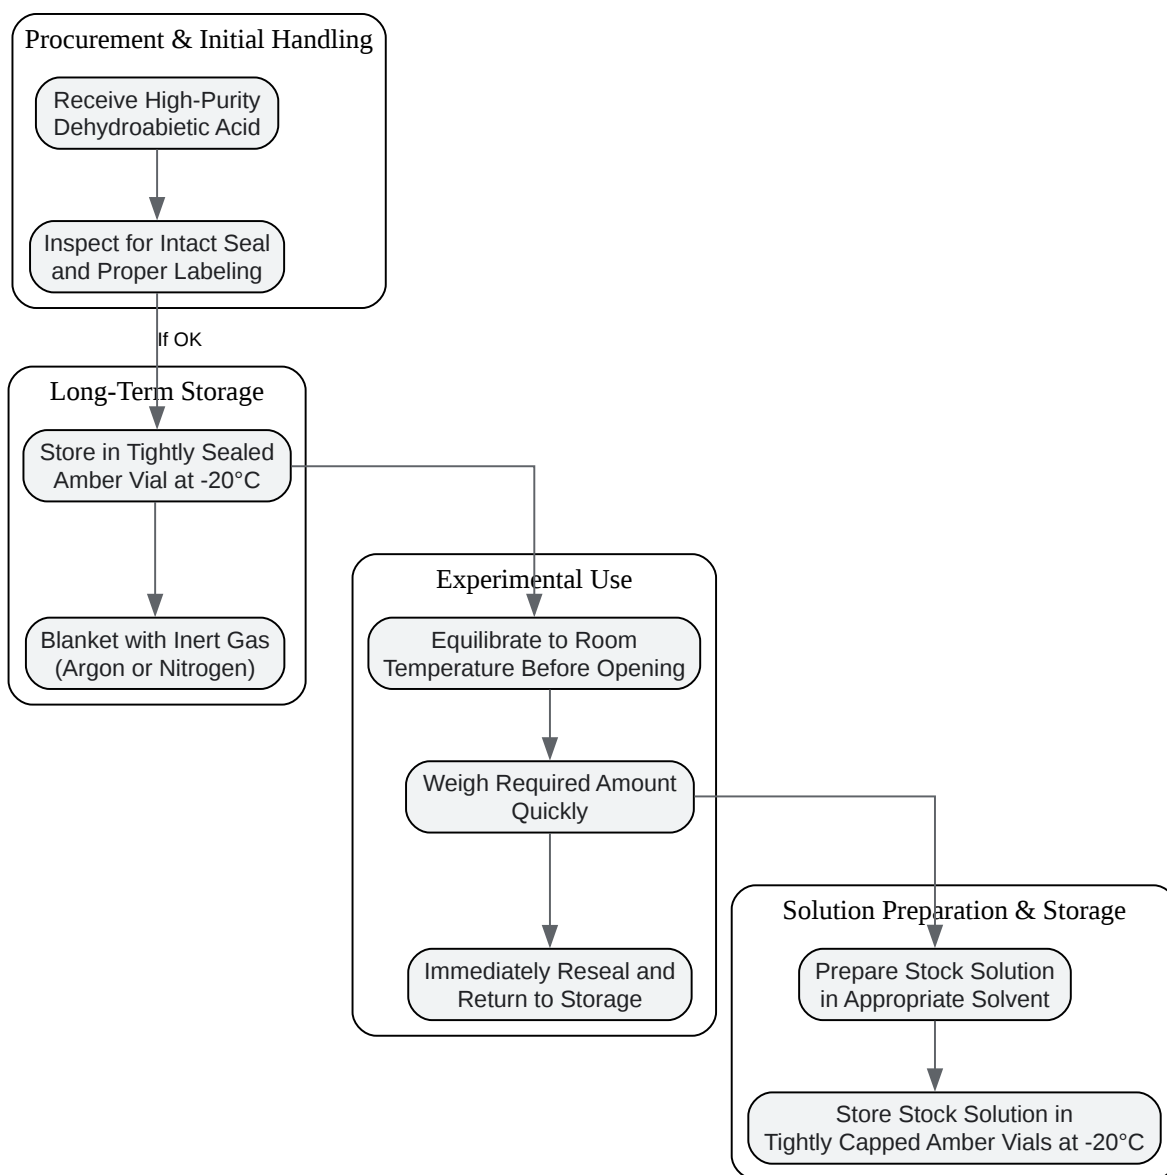 Procurement & Initial Handling
Receive High-Purity
Dehydroabietic Acid
Inspect for Intact Seal
and Proper Labeling
If OK
Long-Term Storage
Store in Tightly Sealed
Amber Vial at -20°C
Blanket with Inert Gas
(Argon or Nitrogen)
Experimental Use
Equilibrate to Room
Temperature Before Opening
Weigh Required Amount
Quickly
Immediately Reseal and
Return to Storage
Solution Preparation & Storage
Prepare Stock Solution
in Appropriate Solvent
Store Stock Solution in
Tightly Capped Amber Vials at -20°C